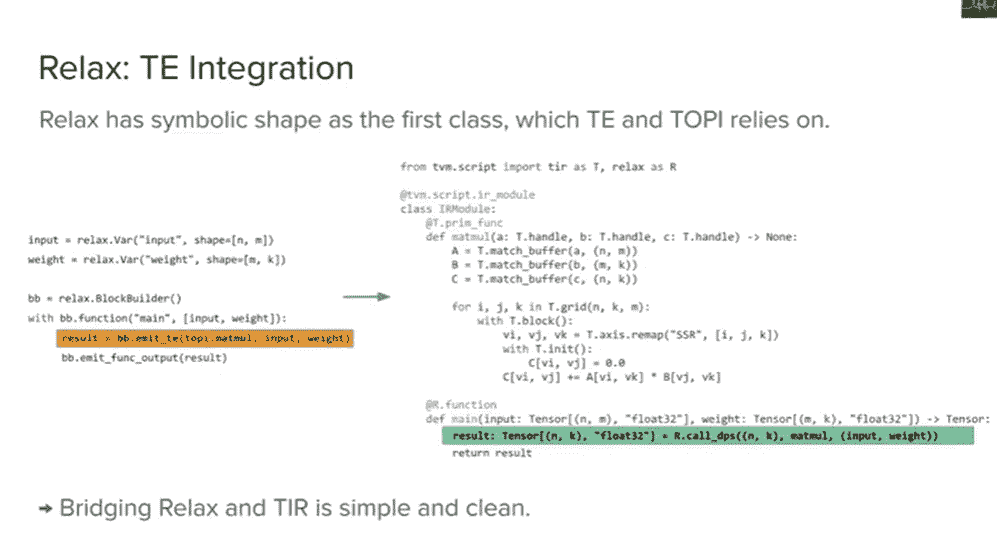 Relax: TE Integration
Relax has symbolic shape as the first class, which TE and TOPI relies on.
input = relax.Var("input", shape=[n, m])
weight = relax.Var("weight", shape=[m, k])
bb = relax.BlockBuilder()
with bb.function("main", [input, weight]):
result = bb.emit_te(topi.matmul, input, weight)
bb.emit_func_output(result)
from tvm.script import tir as T, relax as R
@tvm.script.ir_module
class IRModule:
@T.prim_func
def matmul(a: T.handle, b: T.handle, c: T.handle) -> None:
A = T.match_buffer(a, (n, m))
B = T.match_buffer(b, (m, k))
C = T.match_buffer(c, (n, k))
for i, j, k in T.grid(n, k, m):
with T.block():
vi, vj, vk = T.axis.remap("SSR", [i, j, k])
with T.init():
C[vi, vj] = 0.0
C[vi, vj] += A[vi, vk] * B[vj, vk]
@R.function
def main(input: Tensor[(n, m), "float32"], weight: Tensor[(m, k), "float32"]) -> Tensor:
result: Tensor[(n, k), "float32"] = R.call_dps((n, k), matmul, (input, weight))
return result
→ Bridging Relax and TIR is simple and clean.